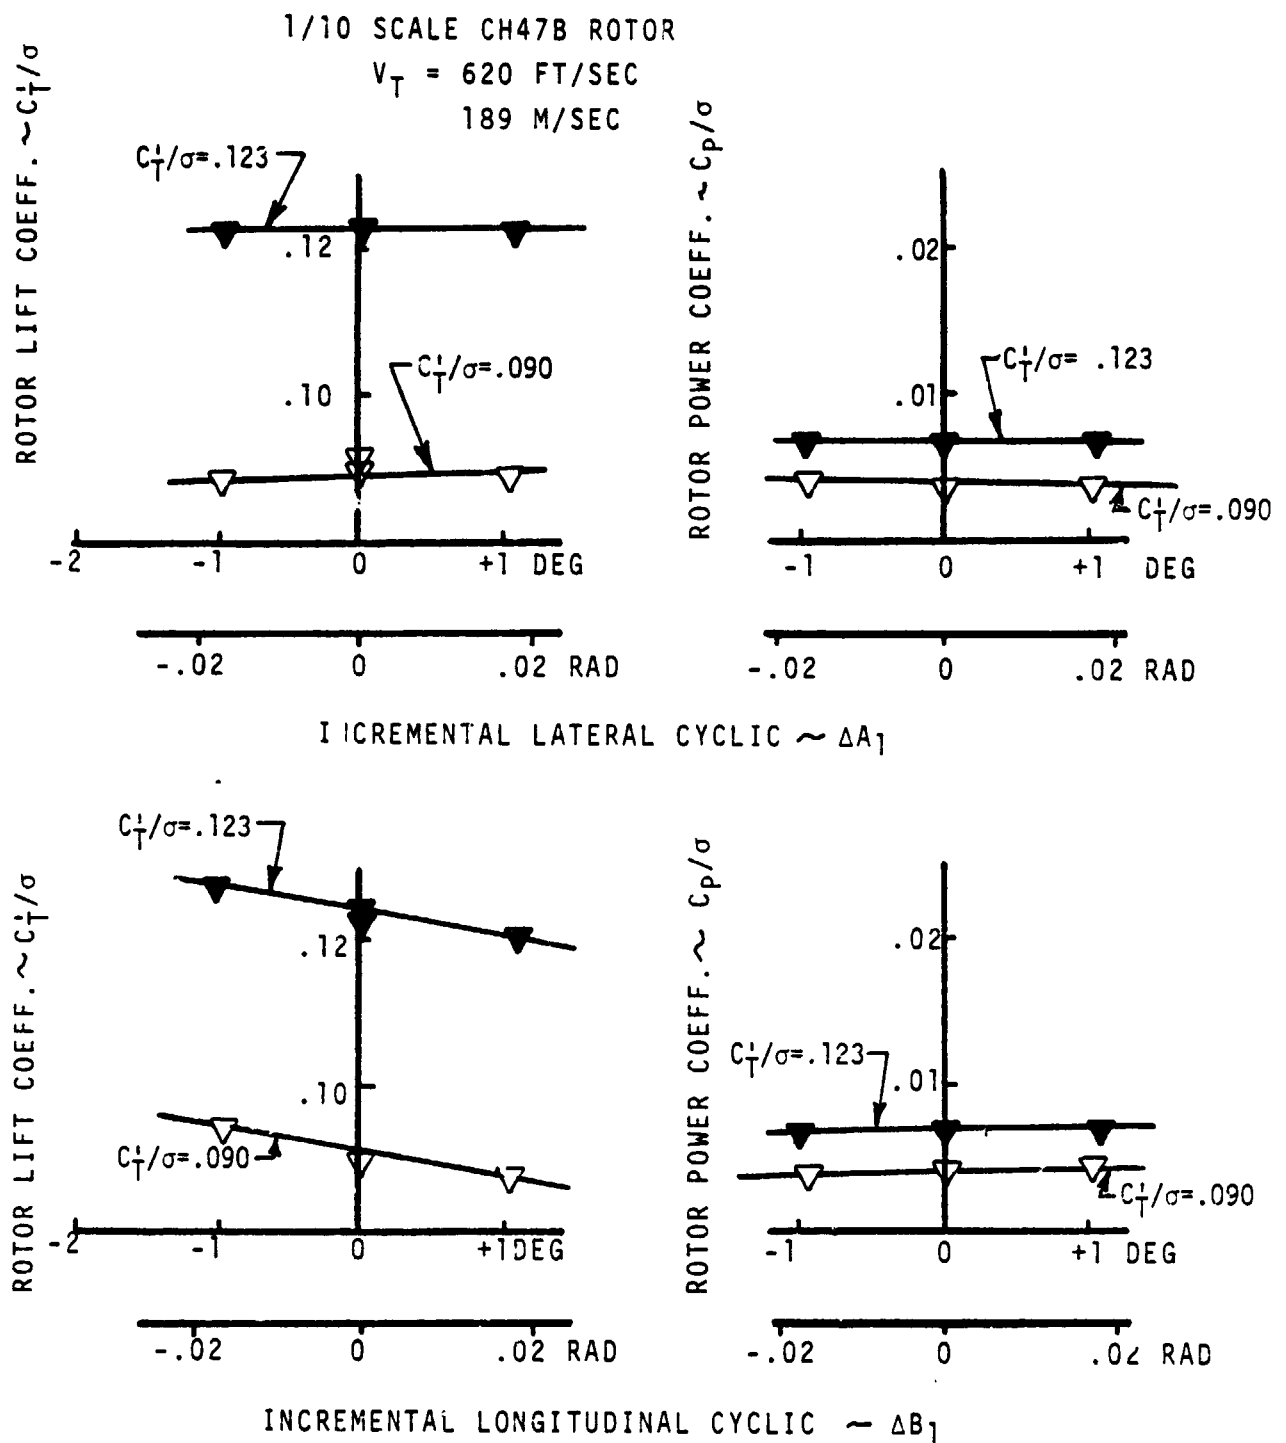 1/10 SCALE CH47B ROTOR
V_T = 620 FT/SEC
189 M/SEC
ROTOR LIFT COEFF. ~ C'_T/σ
C'_T/σ=.123
.12
C'_T/σ=.090
.10
-2 -1 0 +1 DEG
-.02 0 .02 RAD
ROTOR POWER COEFF. ~ C_P/σ
.02
C'_T/σ= .123
.01
C'_T/σ=.090
-1 0 +1 DEG
-.02 0 .02 RAD
I ICREMENTAL LATERAL CYCLIC ~ ΔA1
ROTOR LIFT COEFF. ~ C'_T/σ
C'_T/σ=.123
.12
.10
C'_T/σ=.090
-2 -1 0 +1DEG
-.02 0 .02 RAD
ROTOR POWER COEFF. ~ C_P/σ
.02
C'_T/σ=.123
.01
C'_T/σ=.090
-1 0 +1 DEG
-.02 0 .02 RAD
INCREMENTAL LONGITUDINAL CYCLIC ~ ΔB1